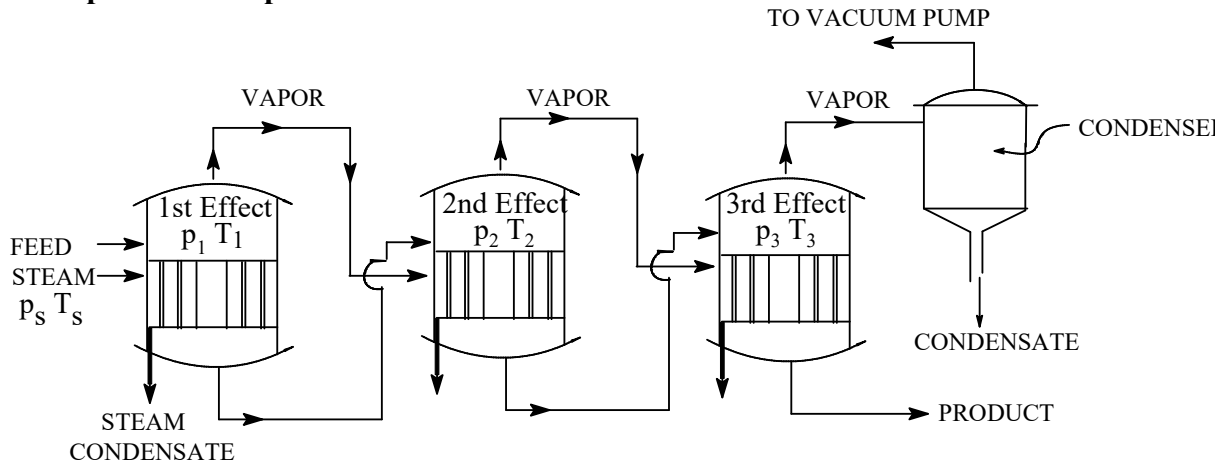 TO VACUUM PUMP
VAPOR
VAPOR
VAPOR
1st Effect
p₁ T₁
2nd Effect
p₂ T₂
3rd Effect
p₃ T₃
FEED
STEAM
pₛ Tₛ
CONDENSATE
STEAM
CONDENSATE
PRODUCT